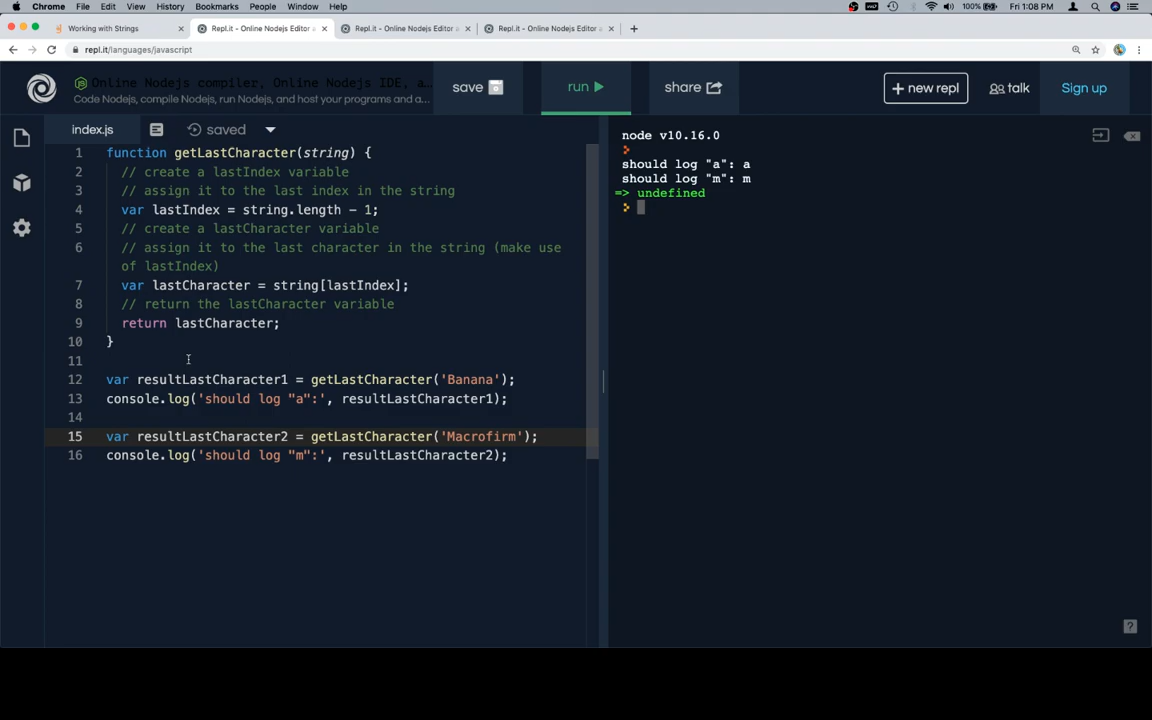 Chrome File Edit View History Bookmarks People Window Help 100% Fri 1:08 PM
Working with Strings × Repl.it - Online Nodejs Editor a × Repl.it - Online Nodejs Editor a × Repl.it - Online Nodejs Editor a × +
repl.it/languages/javascript
Online Nodejs compiler, Online Nodejs IDE, a...
Code Nodejs, compile Nodejs, run Nodejs, and host your programs and a...
save run share + new repl talk Sign up
index.js saved
1 function getLastCharacter(string) {
2 // create a lastIndex variable
3 // assign it to the last index in the string
4 var lastIndex = string.length - 1;
5 // create a lastCharacter variable
6 // assign it to the last character in the string (make use
of lastIndex)
7 var lastCharacter = string[lastIndex];
8 // return the lastCharacter variable
9 return lastCharacter;
10 }
11
12 var resultLastCharacter1 = getLastCharacter('Banana');
13 console.log('should log "a":', resultLastCharacter1);
14
15 var resultLastCharacter2 = getLastCharacter('Macrofirm');
16 console.log('should log "m":', resultLastCharacter2);
node v10.16.0
>
should log "a": a
should log "m": m
=> undefined
>
?